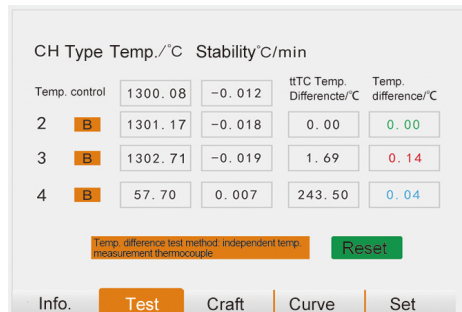 CH Type Temp./°C Stability°C/min
Temp. control 1300.08 -0.012 ttTC Temp. Differencte/°C Temp. difference/°C
2 B 1301.17 -0.018 0.00 0.00
3 B 1302.71 -0.019 1.69 0.14
4 B 57.70 0.007 243.50 0.04
Temp. difference test method: independent temp.
measurement thermocouple
Reset
Info. Test Craft Curve Set